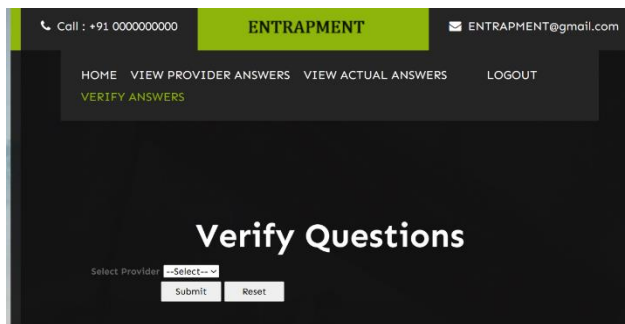 Call : +91 0000000000
ENTRAPMENT
ENTRAPMENT@gmail.com
HOME VIEW PROVIDER ANSWERS VIEW ACTUAL ANSWERS LOGOUT
VERIFY ANSWERS
Verify Questions
Select Provider --Select--
Submit Reset